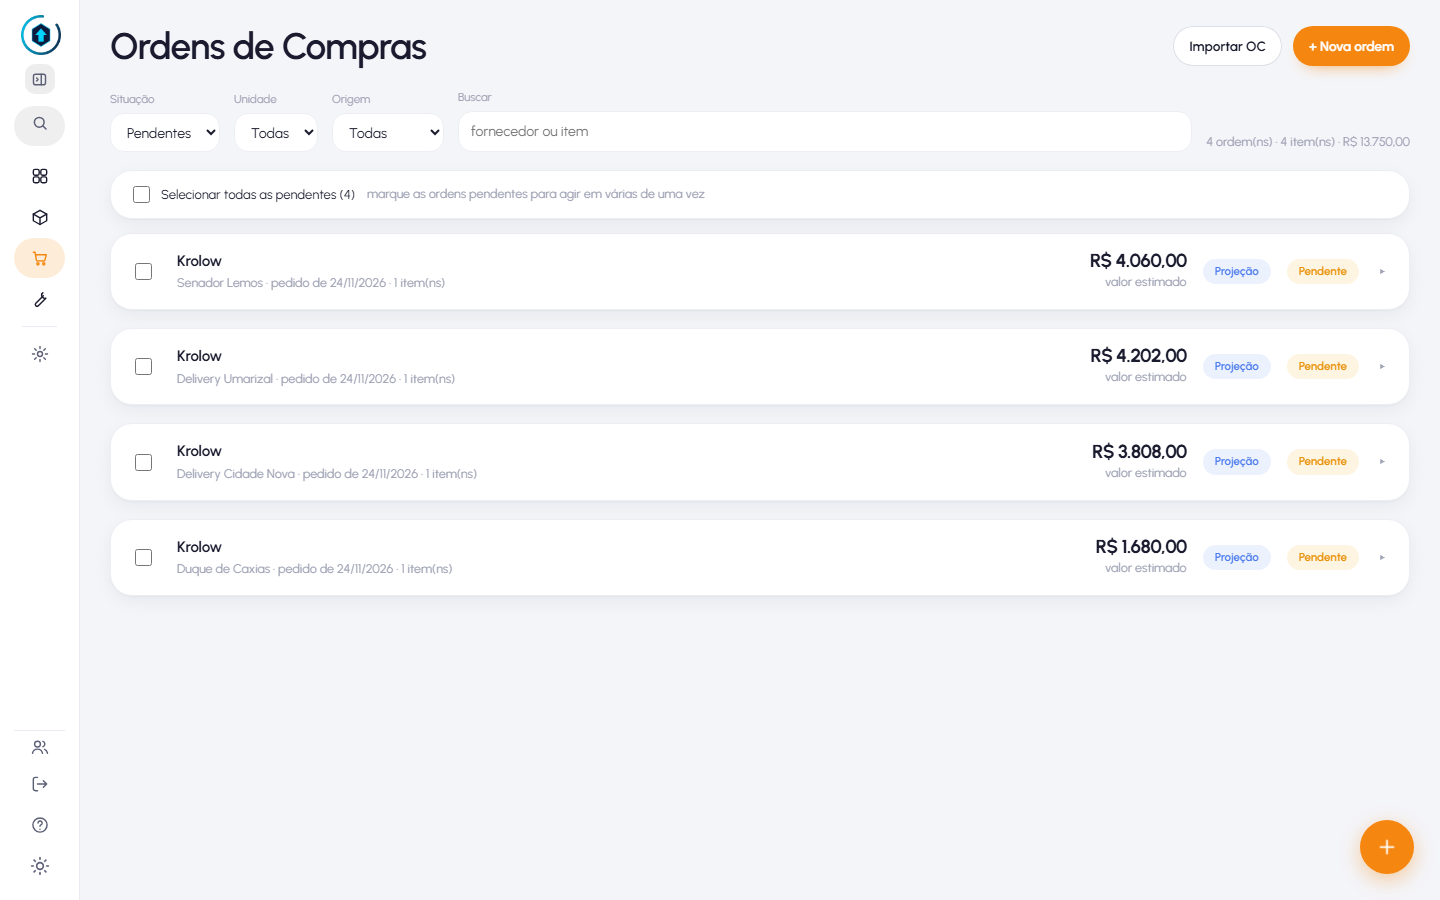 Ordens de Compras
Importar OC
+ Nova ordem
Situação
Unidade
Origem
Buscar
Pendentes
Todas
Todas
fornecedor ou item
4 ordem(ns) · 4 item(ns) · R$ 13.750,00
Selecionar todas as pendentes (4) marque as ordens pendentes para agir em várias de uma vez
Krolow
Senador Lemos · pedido de 24/11/2026 · 1 item(ns)
R$ 4.060,00
valor estimado
Projeção
Pendente
Krolow
Delivery Umarizal · pedido de 24/11/2026 · 1 item(ns)
R$ 4.202,00
valor estimado
Projeção
Pendente
Krolow
Delivery Cidade Nova · pedido de 24/11/2026 · 1 item(ns)
R$ 3.808,00
valor estimado
Projeção
Pendente
Krolow
Duque de Caxias · pedido de 24/11/2026 · 1 item(ns)
R$ 1.680,00
valor estimado
Projeção
Pendente